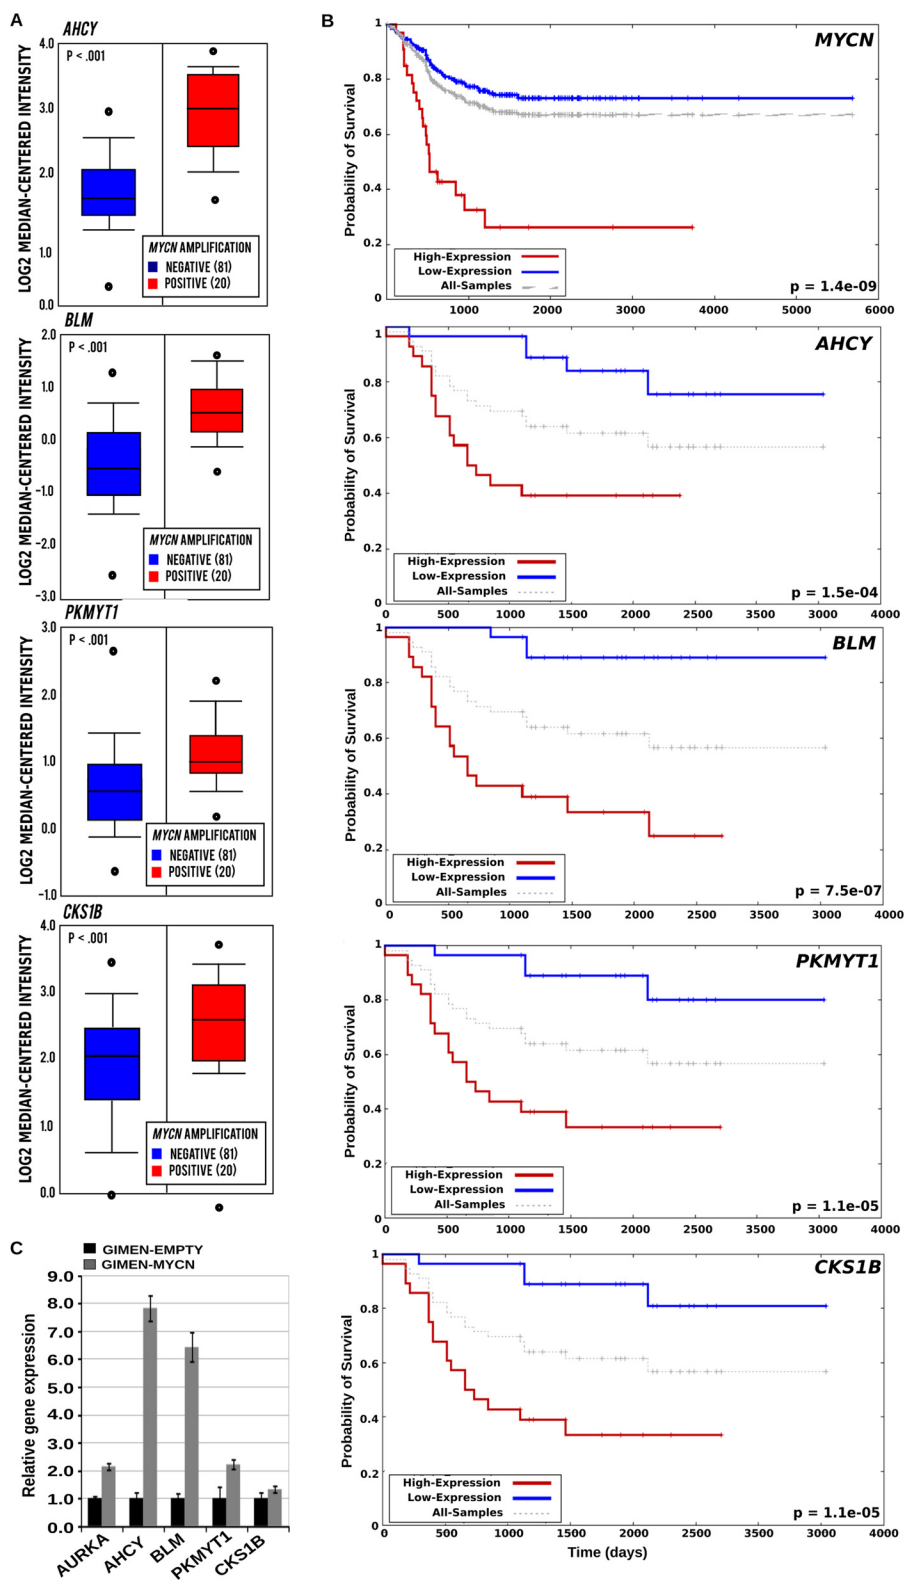 A
AHCY
P < .001
LOG2 MEDIAN-CENTERED INTENSITY
4.0
3.0
2.0
1.0
0.0
MYCN AMPLIFICATION
NEGATIVE (81)
POSITIVE (20)
BLM
P < .001
LOG2 MEDIAN-CENTERED INTENSITY
2.0
1.0
0.0
-1.0
-2.0
-3.0
MYCN AMPLIFICATION
NEGATIVE (81)
POSITIVE (20)
PKMYT1
P < .001
LOG2 MEDIAN-CENTERED INTENSITY
3.0
2.0
1.0
0.0
-1.0
MYCN AMPLIFICATION
NEGATIVE (81)
POSITIVE (20)
CKS1B
P < .001
LOG2 MEDIAN-CENTERED INTENSITY
4.0
3.0
2.0
1.0
0.0
MYCN AMPLIFICATION
NEGATIVE (81)
POSITIVE (20)
B
MYCN
Probability of Survival
1
0.8
0.6
0.4
0.2
0
High-Expression
Low-Expression
All-Samples
p = 1.4e-09
1000 2000 3000 4000 5000 6000
AHCY
Probability of Survival
1
0.8
0.6
0.4
0.2
0
High-Expression
Low-Expression
All-Samples
p = 1.5e-04
0 500 1000 1500 2000 2500 3000 3500 4000
BLM
Probability of Survival
1
0.8
0.6
0.4
0.2
0
High-Expression
Low-Expression
All-Samples
p = 7.5e-07
0 500 1000 1500 2000 2500 3000 3500 4000
PKMYT1
Probability of Survival
1
0.8
0.6
0.4
0.2
0
High-Expression
Low-Expression
All-Samples
p = 1.1e-05
0 500 1000 1500 2000 2500 3000 3500 4000
CKS1B
Probability of Survival
1
0.8
0.6
0.4
0.2
0
High-Expression
Low-Expression
All-Samples
p = 1.1e-05
0 500 1000 1500 2000 2500 3000 3500 4000
Time (days)
C
GIMEN-EMPTY
GIMEN-MYCN
Relative gene expression
9.0
8.0
7.0
6.0
5.0
4.0
3.0
2.0
1.0
0.0
AURKA AHCY BLM PKMYT1 CKS1B